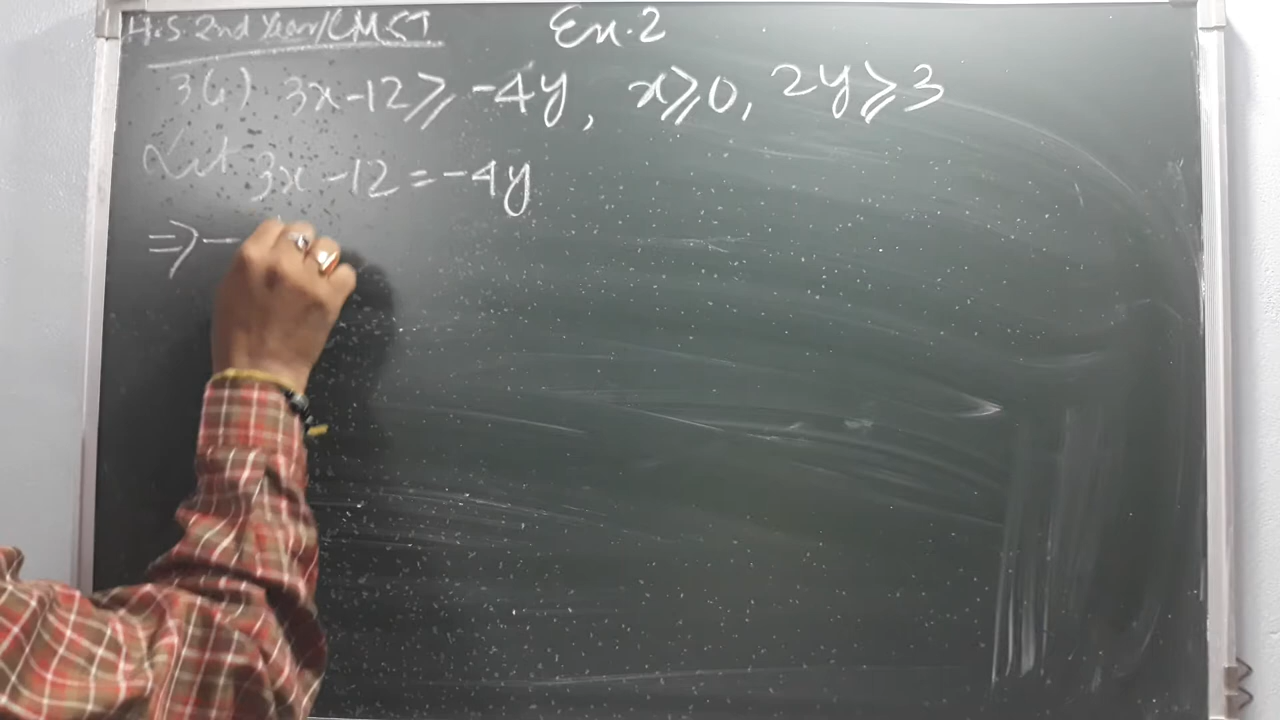 H.S. 2nd Year/CMST Ex.2
3(i) 3x-12⩾-4y, x⩾0, 2y⩾3
Let 3x-12=-4y
⇒-